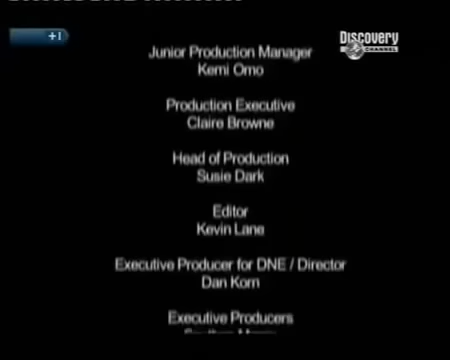 +1
Discovery
CHANNEL
Junior Production Manager
Kemi Omo
Production Executive
Claire Browne
Head of Production
Susie Dark
Editor
Kevin Lane
Executive Producer for DNE / Director
Dan Korn
Executive Producers